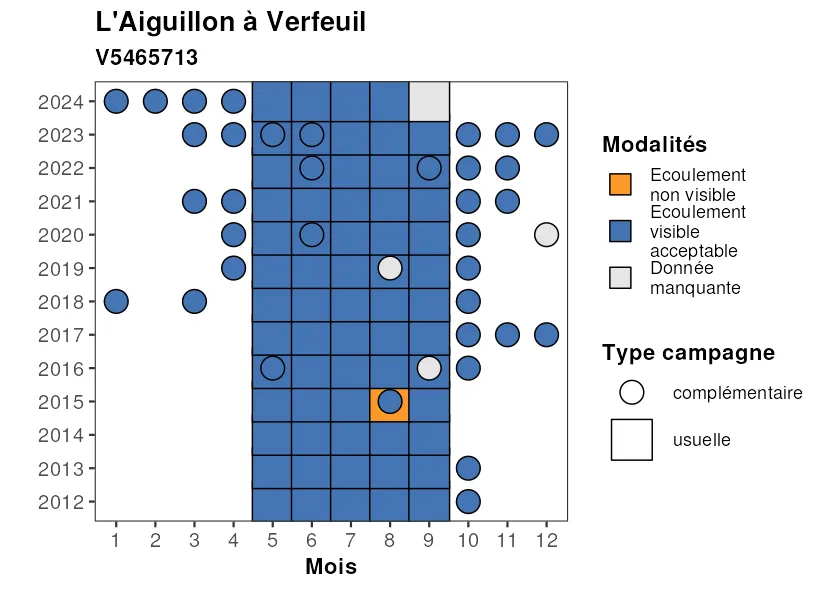 L'Aiguillon à Verfeuil
V5465713
2024
2023
2022
2021
2020
2019
2018
2017
2016
2015
2014
2013
2012
1 2 3 4 5 6 7 8 9 10 11 12
Mois
Modalités
Ecoulement
non visible
Ecoulement
visible
acceptable
Donnée
manquante
Type campagne
complémentaire
usuelle